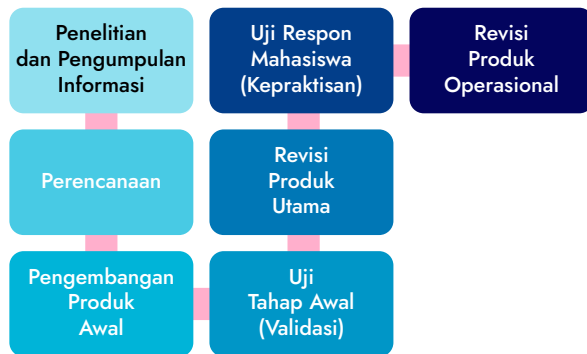 Penelitian
dan Pengumpulan
Informasi
Perencanaan
Pengembangan
Produk
Awal
Uji
Tahap Awal
(Validasi)
Revisi
Produk
Utama
Uji Respon
Mahasiswa
(Kepraktisan)
Revisi
Produk
Operasional